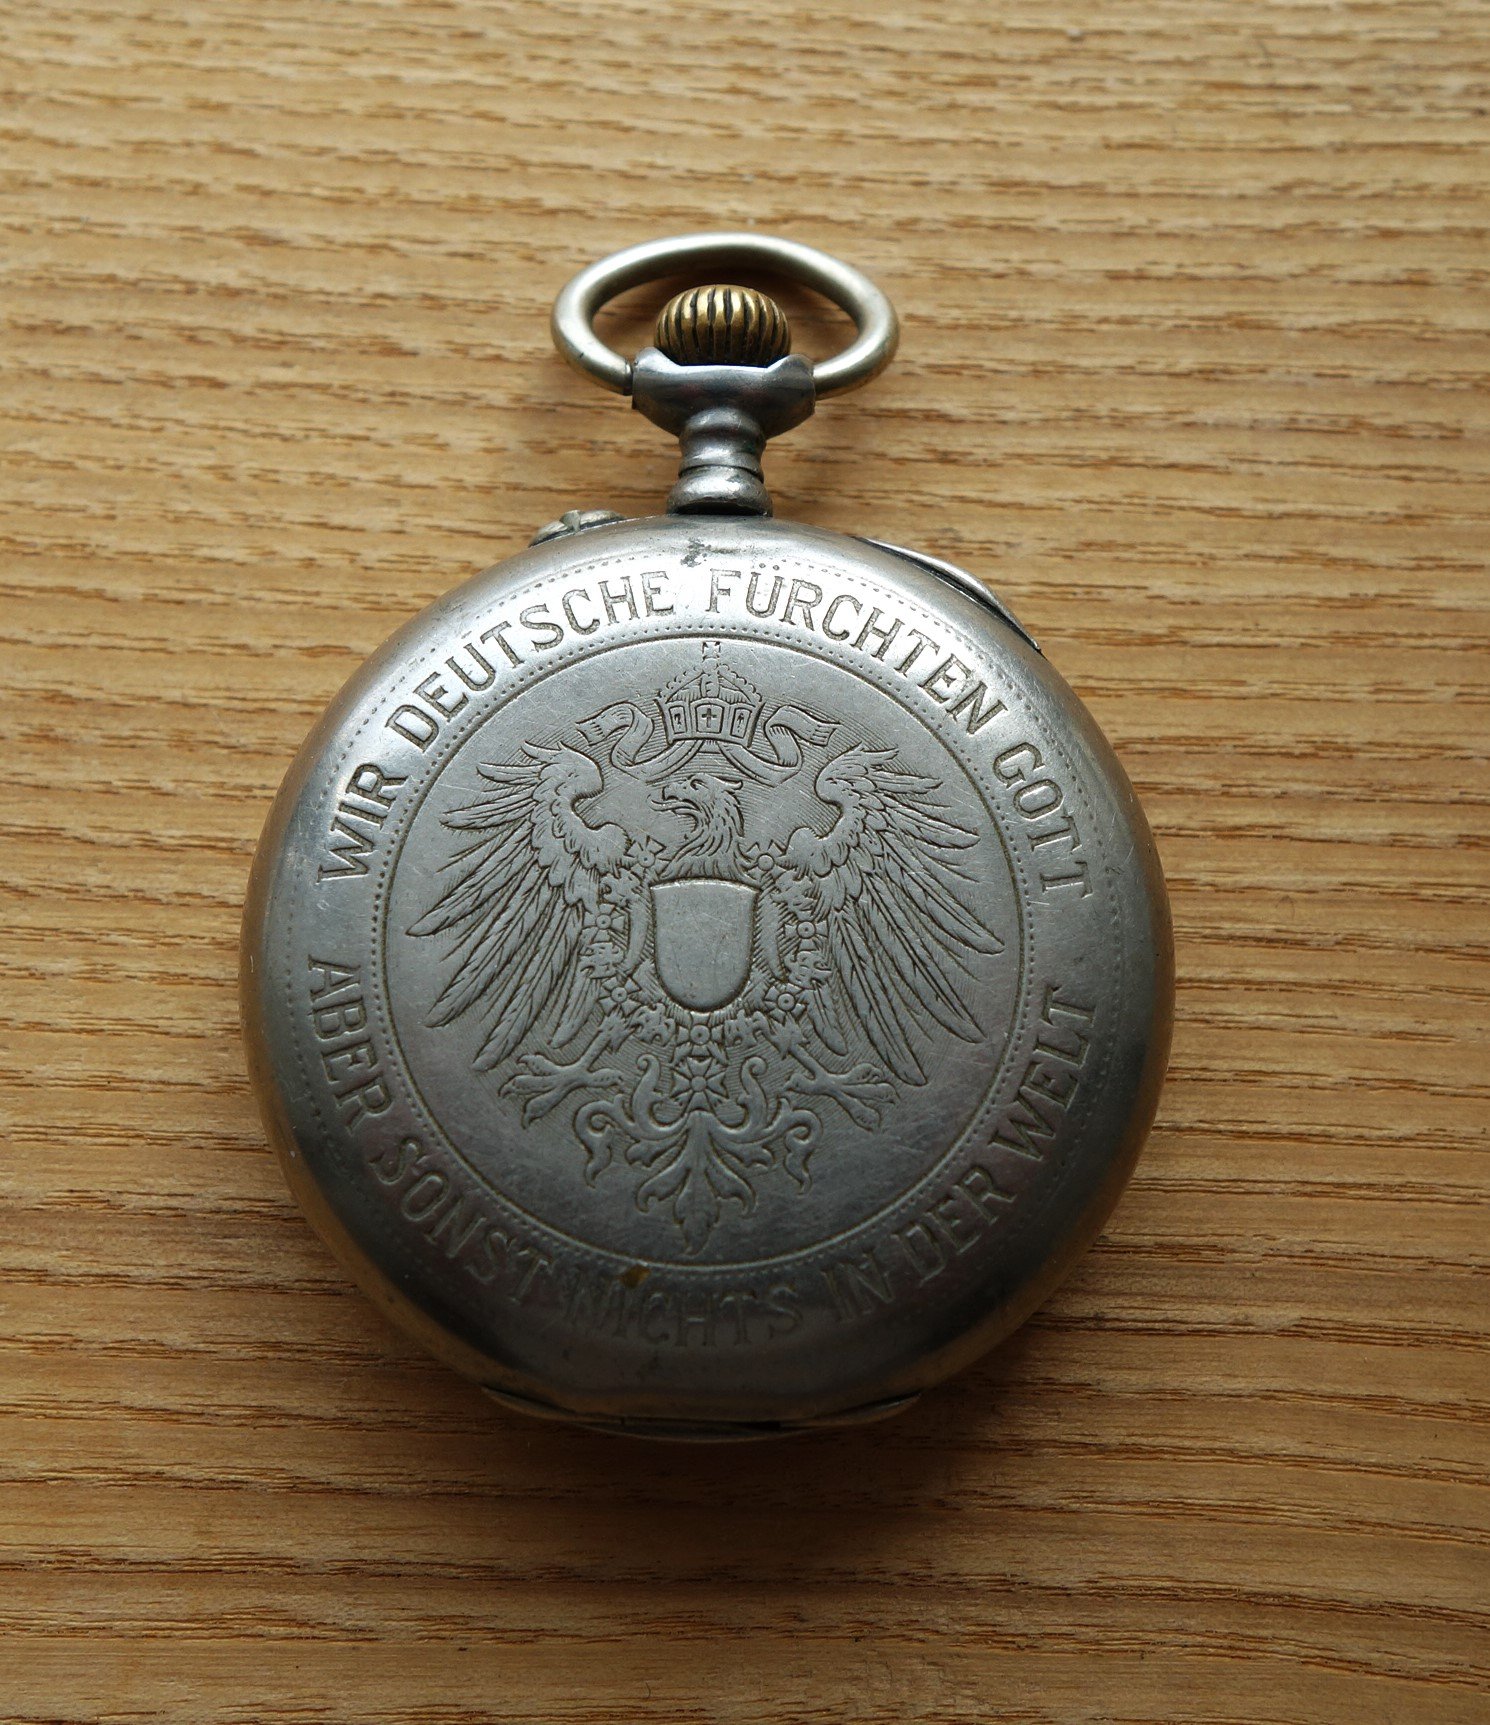 WIR DEUTSCHE FÜRCHTEN GOTT
ABER SONST NICHTS IN DER WELT